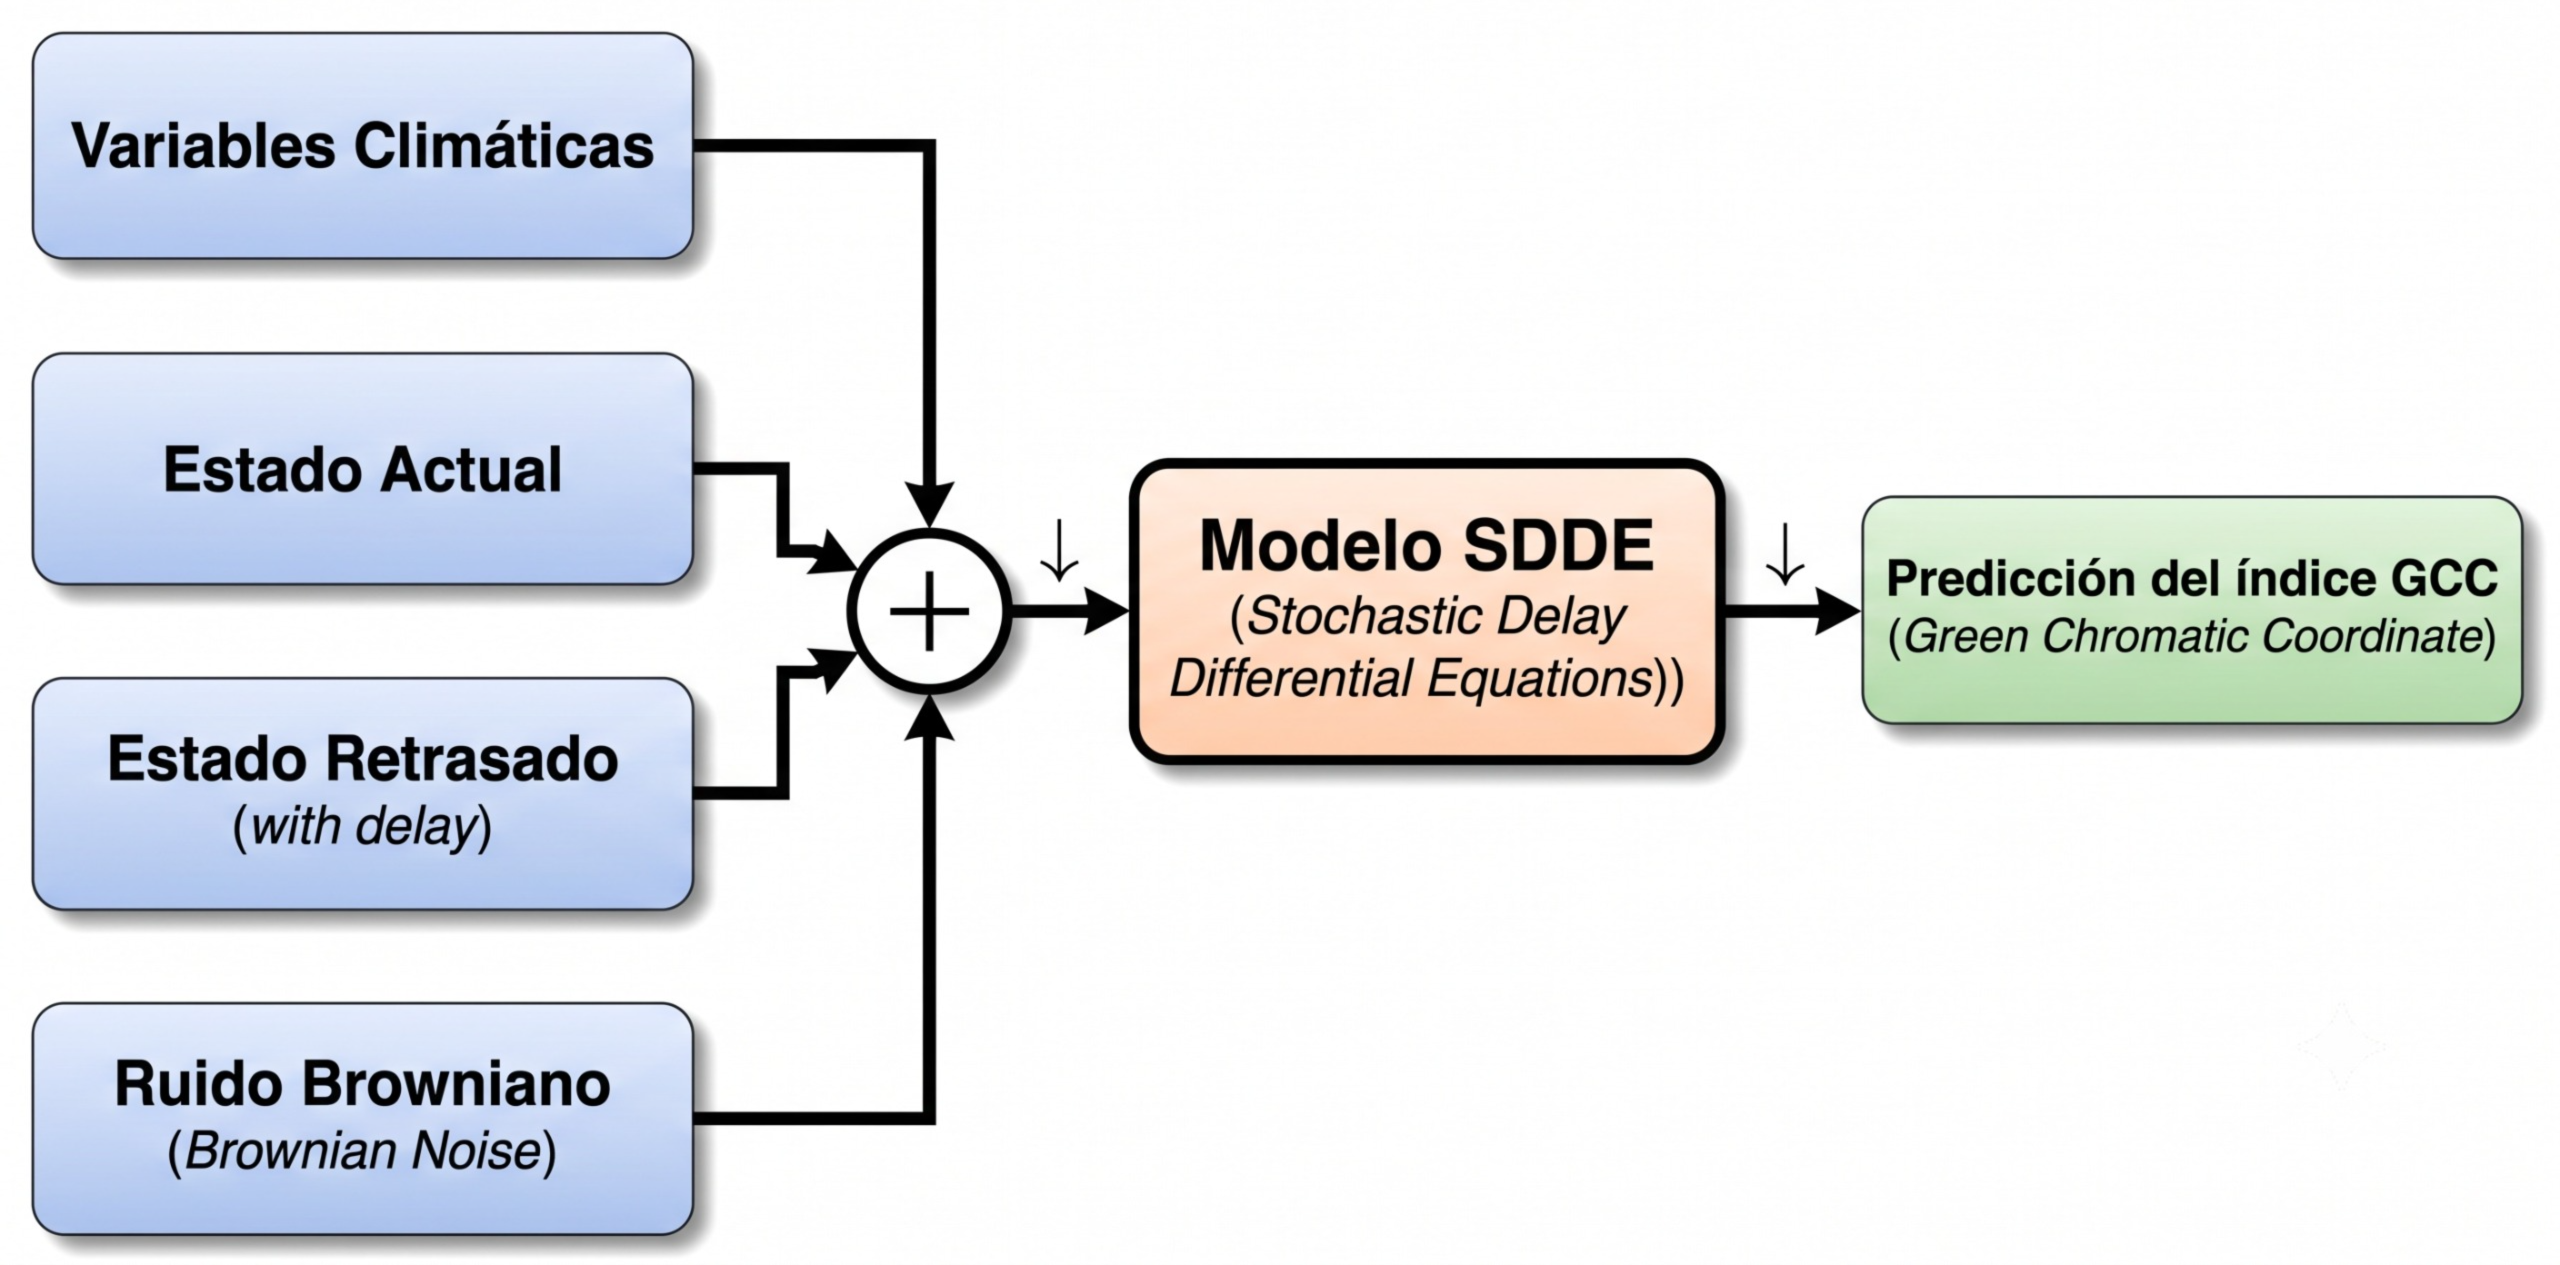 Variables Climáticas
Estado Actual
Estado Retrasado
(with delay)
Ruido Browniano
(Brownian Noise)
+
↓
Modelo SDDE
(Stochastic Delay
Differential Equations))
↓
Predicción del índice GCC
(Green Chromatic Coordinate)